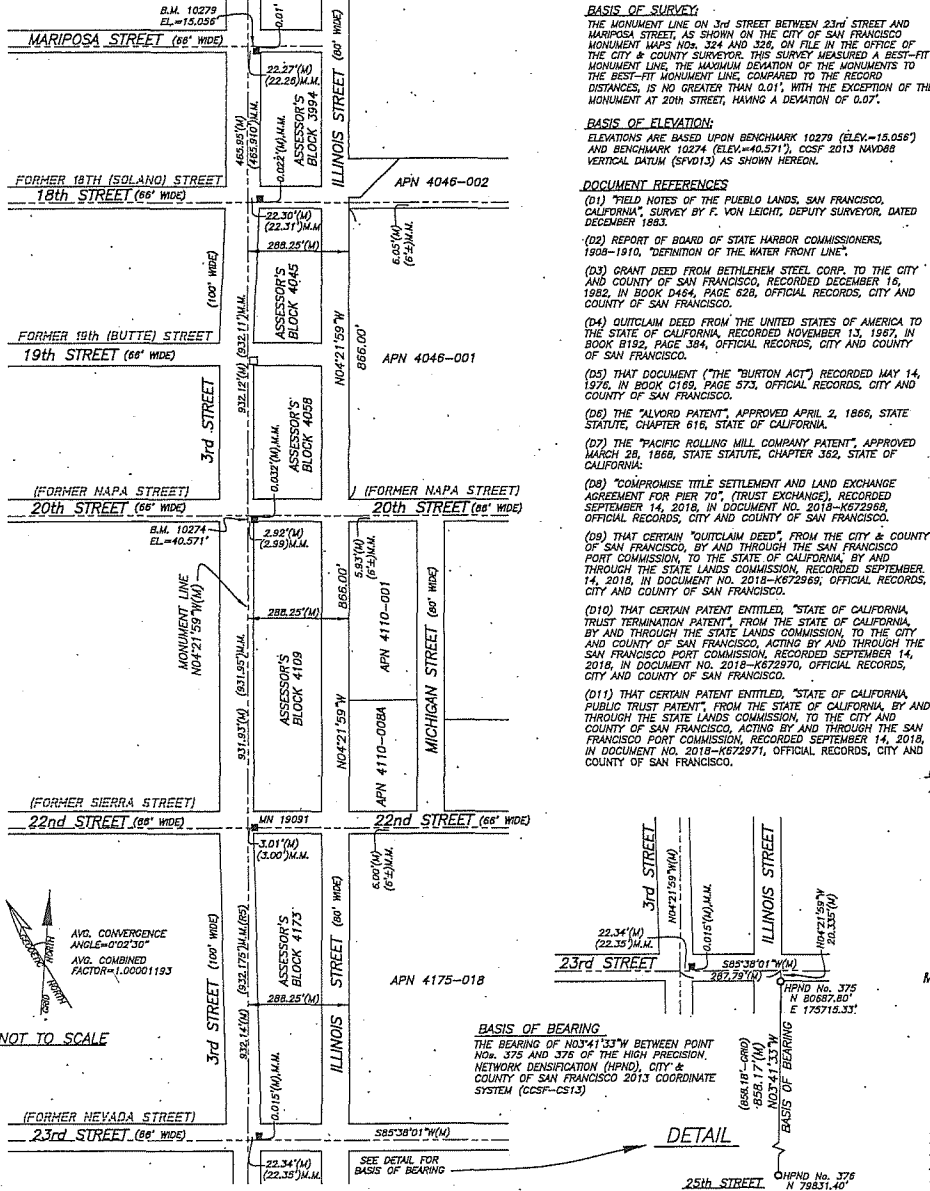 B.M. 10279
EL.=15.056'
0.01'
MARIPOSA STREET (66' WIDE)
22.27'(M)
(22.26)M.M.
465.95'(M)
(465.910')M.M.
0.022'(M),M.M.
ASSESSOR'S
BLOCK 3994
ILLINOIS STREET (80' WIDE)
FORMER 18TH (SOLANO) STREET
18th STREET (66' WIDE)
APN 4046-002
22.30'(M)
(22.31')M.M.
288.25'(M)
6.05'(M)
(6'±)M.M.
(100' WIDE)
ASSESSOR'S
BLOCK 4045
N04°21'59"W
866.00'
FORMER 19th (BUTTE) STREET
19th STREET (66' WIDE)
APN 4046-001
3rd STREET
932.12'(M) (932.11')M.M.
ASSESSOR'S
BLOCK 4058
0.032'(M),M.M.
(FORMER NAPA STREET)
20th STREET (66' WIDE)
(FORMER NAPA STREET)
20th STREET (66' WIDE)
B.M. 10274
EL.=40.571'
2.92'(M)
(2.99')M.M.
5.93'(M)
(6'±)M.M.
MONUMENT LINE
N04°21'59"W(M)
288.25'(M)
866.00'
APN 4110-001
MICHIGAN STREET (80' WIDE)
931.93'(M) (931.95')M.M.
ASSESSOR'S
BLOCK 4109
N04°21'59"W
APN 4110-008A
(FORMER SIERRA STREET)
22nd STREET (66' WIDE)
MN 19091
22nd STREET (66' WIDE)
3.01'(M)
(3.00')M.M.
6.00'(M)
(6'±)M.M.
GEODETIC NORTH
GRID NORTH
AVG. CONVERGENCE
ANGLE=0°02'30"
AVG. COMBINED
FACTOR=1.00001193
NOT TO SCALE
3rd STREET (100' WIDE)
932.14'(M) (932.175')M.M.(R5)
ASSESSOR'S
BLOCK 4173
288.25'(M)
ILLINOIS STREET (80' WIDE)
APN 4175-018
(FORMER NEVADA STREET)
23rd STREET (66' WIDE)
0.015'(M),M.M.
S85°38'01"W(M)
22.34'(M)
(22.35')M.M.
SEE DETAIL FOR
BASIS OF BEARING
BASIS OF SURVEY:
THE MONUMENT LINE ON 3rd STREET BETWEEN 23rd STREET AND
MARIPOSA STREET, AS SHOWN ON THE CITY OF SAN FRANCISCO
MONUMENT MAPS NOs. 324 AND 326, ON FILE IN THE OFFICE OF
THE CITY & COUNTY SURVEYOR. THIS SURVEY MEASURED A BEST-FIT
MONUMENT LINE, THE MAXIMUM DEVIATION OF THE MONUMENTS TO
THE BEST-FIT MONUMENT LINE, COMPARED TO THE RECORD
DISTANCES, IS NO GREATER THAN 0.01', WITH THE EXCEPTION OF THE
MONUMENT AT 20th STREET, HAVING A DEVIATION OF 0.07'.
BASIS OF ELEVATION:
ELEVATIONS ARE BASED UPON BENCHMARK 10279 (ELEV.=15.056')
AND BENCHMARK 10274 (ELEV.=40.571'), CCSF 2013 NAVD88
VERTICAL DATUM (SFVD13) AS SHOWN HEREON.
DOCUMENT REFERENCES
(D1) "FIELD NOTES OF THE PUEBLO LANDS, SAN FRANCISCO,
CALIFORNIA", SURVEY BY F. VON LEICHT, DEPUTY SURVEYOR, DATED
DECEMBER 1883.
(D2) REPORT OF BOARD OF STATE HARBOR COMMISSIONERS,
1908-1910, "DEFINITION OF THE WATER FRONT LINE".
(D3) GRANT DEED FROM BETHLEHEM STEEL CORP. TO THE CITY
AND COUNTY OF SAN FRANCISCO, RECORDED DECEMBER 16,
1982, IN BOOK D464, PAGE 628, OFFICIAL RECORDS, CITY AND
COUNTY OF SAN FRANCISCO.
(D4) QUITCLAIM DEED FROM THE UNITED STATES OF AMERICA TO
THE STATE OF CALIFORNIA, RECORDED NOVEMBER 13, 1967, IN
BOOK B192, PAGE 384, OFFICIAL RECORDS, CITY AND COUNTY
OF SAN FRANCISCO.
(D5) THAT DOCUMENT (THE "BURTON ACT") RECORDED MAY 14,
1976, IN BOOK C169, PAGE 573, OFFICIAL RECORDS, CITY AND
COUNTY OF SAN FRANCISCO.
(D6) THE "ALVORD PATENT", APPROVED APRIL 2, 1866, STATE
STATUTE, CHAPTER 616, STATE OF CALIFORNIA.
(D7) THE "PACIFIC ROLLING MILL COMPANY PATENT", APPROVED
MARCH 28, 1868, STATE STATUTE, CHAPTER 362, STATE OF
CALIFORNIA:
(D8) "COMPROMISE TITLE SETTLEMENT AND LAND EXCHANGE
AGREEMENT FOR PIER 70", (TRUST EXCHANGE), RECORDED
SEPTEMBER 14, 2018, IN DOCUMENT NO. 2018-K672968,
OFFICIAL RECORDS, CITY AND COUNTY OF SAN FRANCISCO.
(D9) THAT CERTAIN "QUITCLAIM DEED", FROM THE CITY & COUNTY
OF SAN FRANCISCO, BY AND THROUGH THE SAN FRANCISCO
PORT COMMISSION, TO THE STATE OF CALIFORNIA, BY AND
THROUGH THE STATE LANDS COMMISSION, RECORDED SEPTEMBER
14, 2018, IN DOCUMENT NO. 2018-K672969, OFFICIAL RECORDS,
CITY AND COUNTY OF SAN FRANCISCO.
(D10) THAT CERTAIN PATENT ENTITLED, "STATE OF CALIFORNIA,
TRUST TERMINATION PATENT", FROM THE STATE OF CALIFORNIA,
BY AND THROUGH THE STATE LANDS COMMISSION, TO THE CITY
AND COUNTY OF SAN FRANCISCO, ACTING BY AND THROUGH THE
SAN FRANCISCO PORT COMMISSION, RECORDED SEPTEMBER 14,
2018, IN DOCUMENT NO. 2018-K672970, OFFICIAL RECORDS,
CITY AND COUNTY OF SAN FRANCISCO.
(D11) THAT CERTAIN PATENT ENTITLED, "STATE OF CALIFORNIA,
PUBLIC TRUST PATENT", FROM THE STATE OF CALIFORNIA, BY AND
THROUGH THE STATE LANDS COMMISSION, TO THE CITY AND
COUNTY OF SAN FRANCISCO, ACTING BY AND THROUGH THE SAN
FRANCISCO PORT COMMISSION, RECORDED SEPTEMBER 14, 2018,
IN DOCUMENT NO. 2018-K672971, OFFICIAL RECORDS, CITY AND
COUNTY OF SAN FRANCISCO.
3rd STREET
N04°21'59"W(M)
0.015'(M),M.M.
ILLINOIS STREET
N04°21'59"W
20.335'(M)
22.34'(M)
(22.35')M.M.
23rd STREET
S85°38'01"W(M)
287.79'(M)
HPND No. 375
N 80687.80'
E 175715.33'
BASIS OF BEARING
THE BEARING OF N03°41'33"W BETWEEN POINT
NOs. 375 AND 376 OF THE HIGH PRECISION
NETWORK DENSIFICATION (HPND), CITY &
COUNTY OF SAN FRANCISCO 2013 COORDINATE
SYSTEM (CCSF-CS13)
(858.18'-GRID)
858.17'(M)
N03°41'33"W
BASIS OF BEARING
DETAIL
25th STREET
HPND No. 376
N 79831.40'